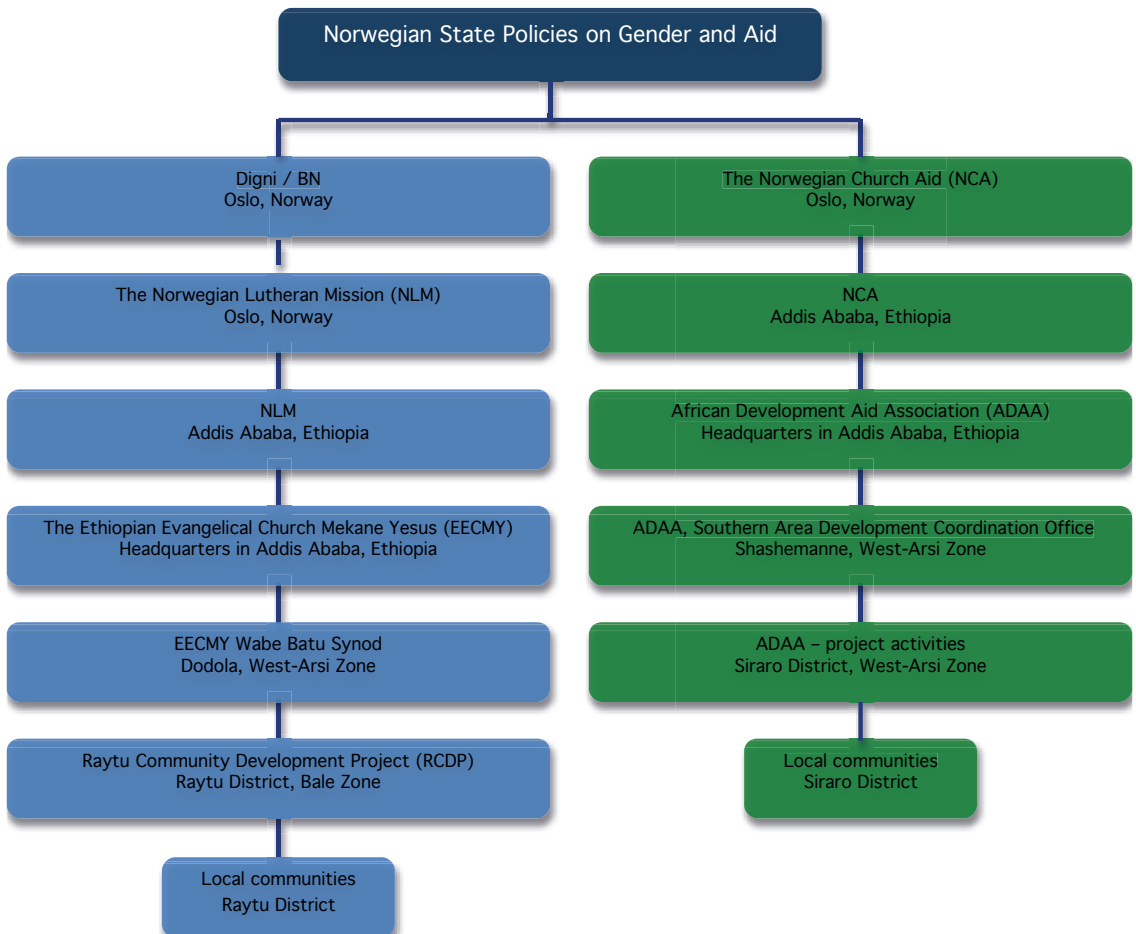 Norwegian State Policies on Gender and Aid
Digni / BN
Oslo, Norway
The Norwegian Lutheran Mission (NLM)
Oslo, Norway
NLM
Addis Ababa, Ethiopia
The Ethiopian Evangelical Church Mekane Yesus (EECMY)
Headquarters in Addis Ababa, Ethiopia
EECMY Wabe Batu Synod
Dodola, West-Arsi Zone
Raytu Community Development Project (RCDP)
Raytu District, Bale Zone
Local communities
Raytu District
The Norwegian Church Aid (NCA)
Oslo, Norway
NCA
Addis Ababa, Ethiopia
African Development Aid Association (ADAA)
Headquarters in Addis Ababa, Ethiopia
ADAA, Southern Area Development Coordination Office
Shashemanne, West-Arsi Zone
ADAA – project activities
Siraro District, West-Arsi Zone
Local communities
Siraro District